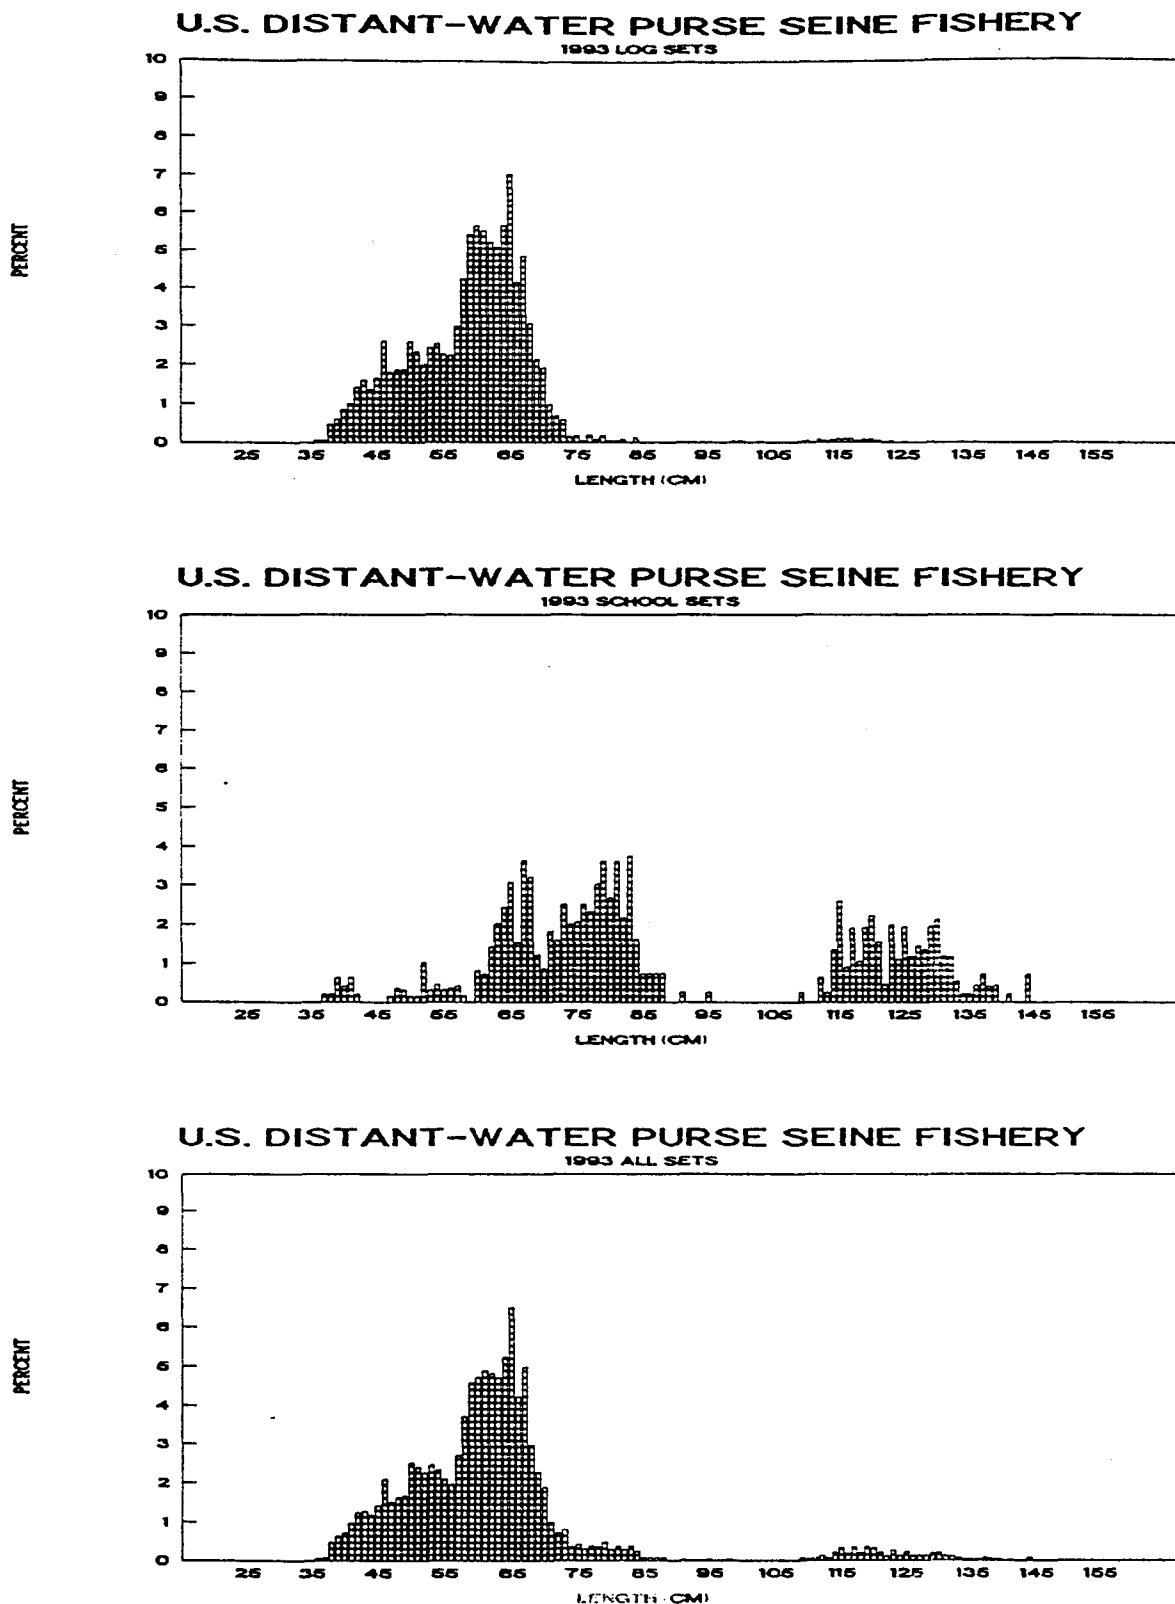 U.S. DISTANT-WATER PURSE SEINE FISHERY
1993 LOG SETS
10
9
8
7
6
5
4
3
2
1
0
PERCENT
25 35 45 55 65 75 85 95 105 115 125 135 145 155
LENGTH (CM)
U.S. DISTANT-WATER PURSE SEINE FISHERY
1993 SCHOOL SETS
10
9
8
7
6
5
4
3
2
1
0
PERCENT
25 35 45 55 65 75 85 95 105 115 125 135 145 155
LENGTH (CM)
U.S. DISTANT-WATER PURSE SEINE FISHERY
1993 ALL SETS
10
9
8
7
6
5
4
3
2
1
0
PERCENT
25 35 45 55 65 75 85 95 105 115 125 135 145 155
LENGTH (CM)